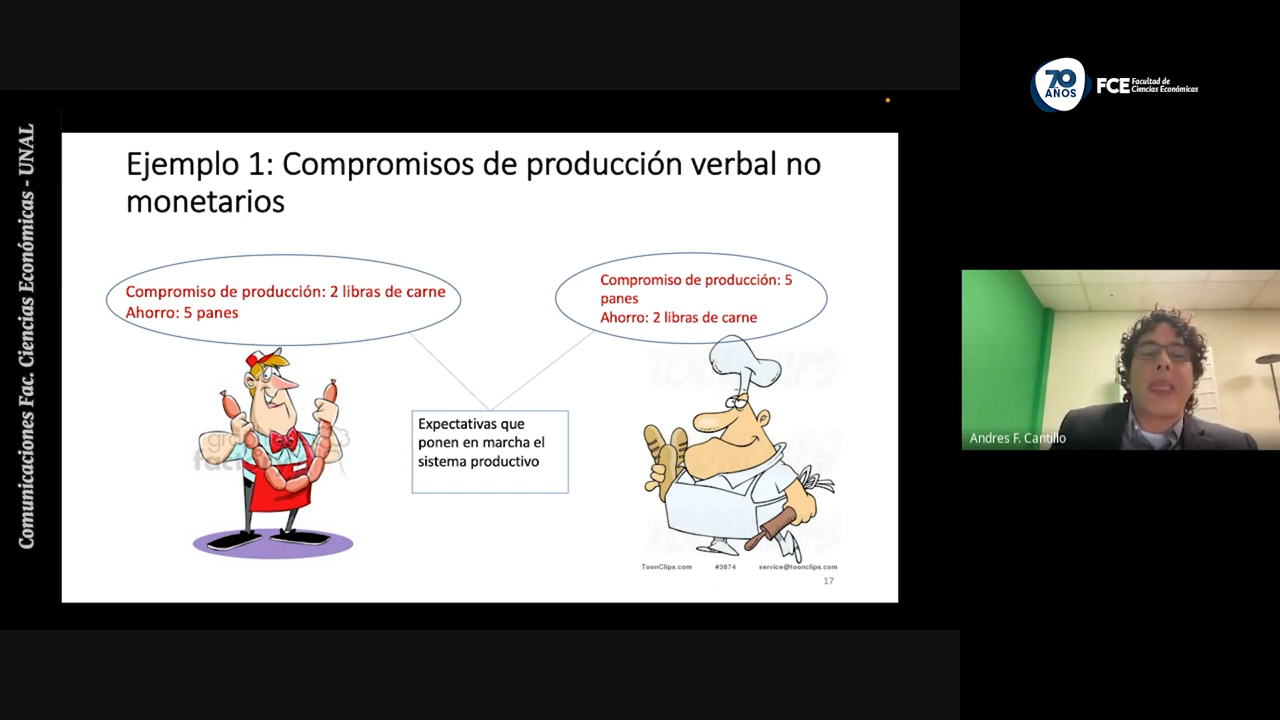 Comunicaciones Fac. Ciencias Económicas - UNAL
Ejemplo 1: Compromisos de producción verbal no
monetarios
Compromiso de producción: 2 libras de carne
Ahorro: 5 panes
Compromiso de producción: 5
panes
Ahorro: 2 libras de carne
Expectativas que
ponen en marcha el
sistema productivo
ToonClips.com #3874 service@toonclips.com
17
70
AÑOS
FCE Facultad de
Ciencias Económicas
Andres F. Cantillo